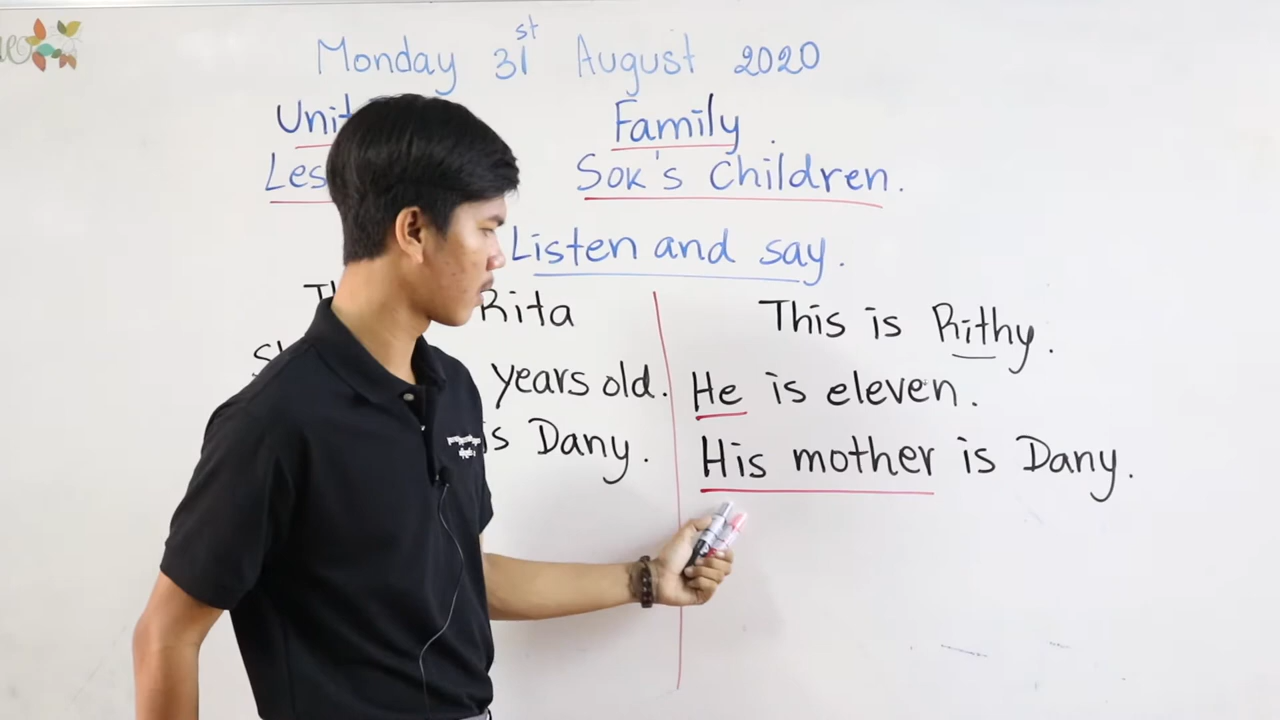 Monday 31st August 2020
Unit Family.
Sok's Children.
Listen and say.
Rita
years old.
is Dany.
This is Rithy.
He is eleven.
His mother is Dany.